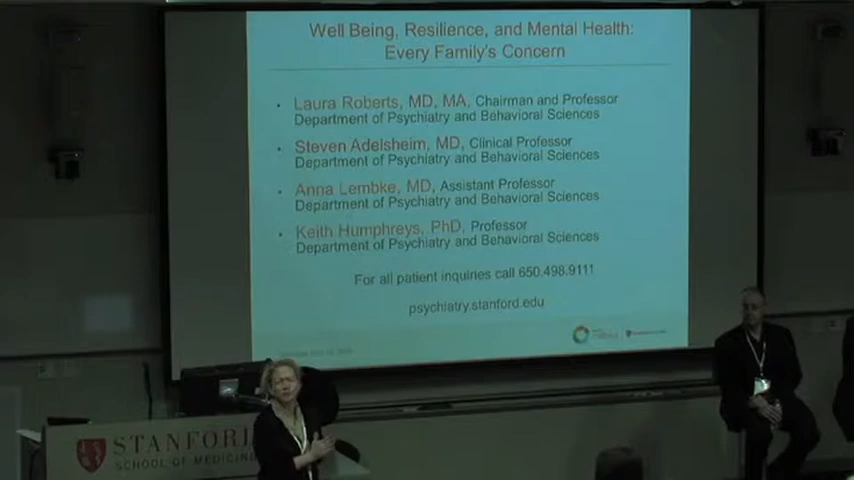 Well Being, Resilience, and Mental Health:
Every Family's Concern
• Laura Roberts, MD, MA, Chairman and Professor
Department of Psychiatry and Behavioral Sciences
• Steven Adelsheim, MD, Clinical Professor
Department of Psychiatry and Behavioral Sciences
• Anna Lembke, MD, Assistant Professor
Department of Psychiatry and Behavioral Sciences
• Keith Humphreys, PhD, Professor
Department of Psychiatry and Behavioral Sciences
For all patient inquiries call 650.498.9111
psychiatry.stanford.edu
STANFORD
SCHOOL OF MEDICINE